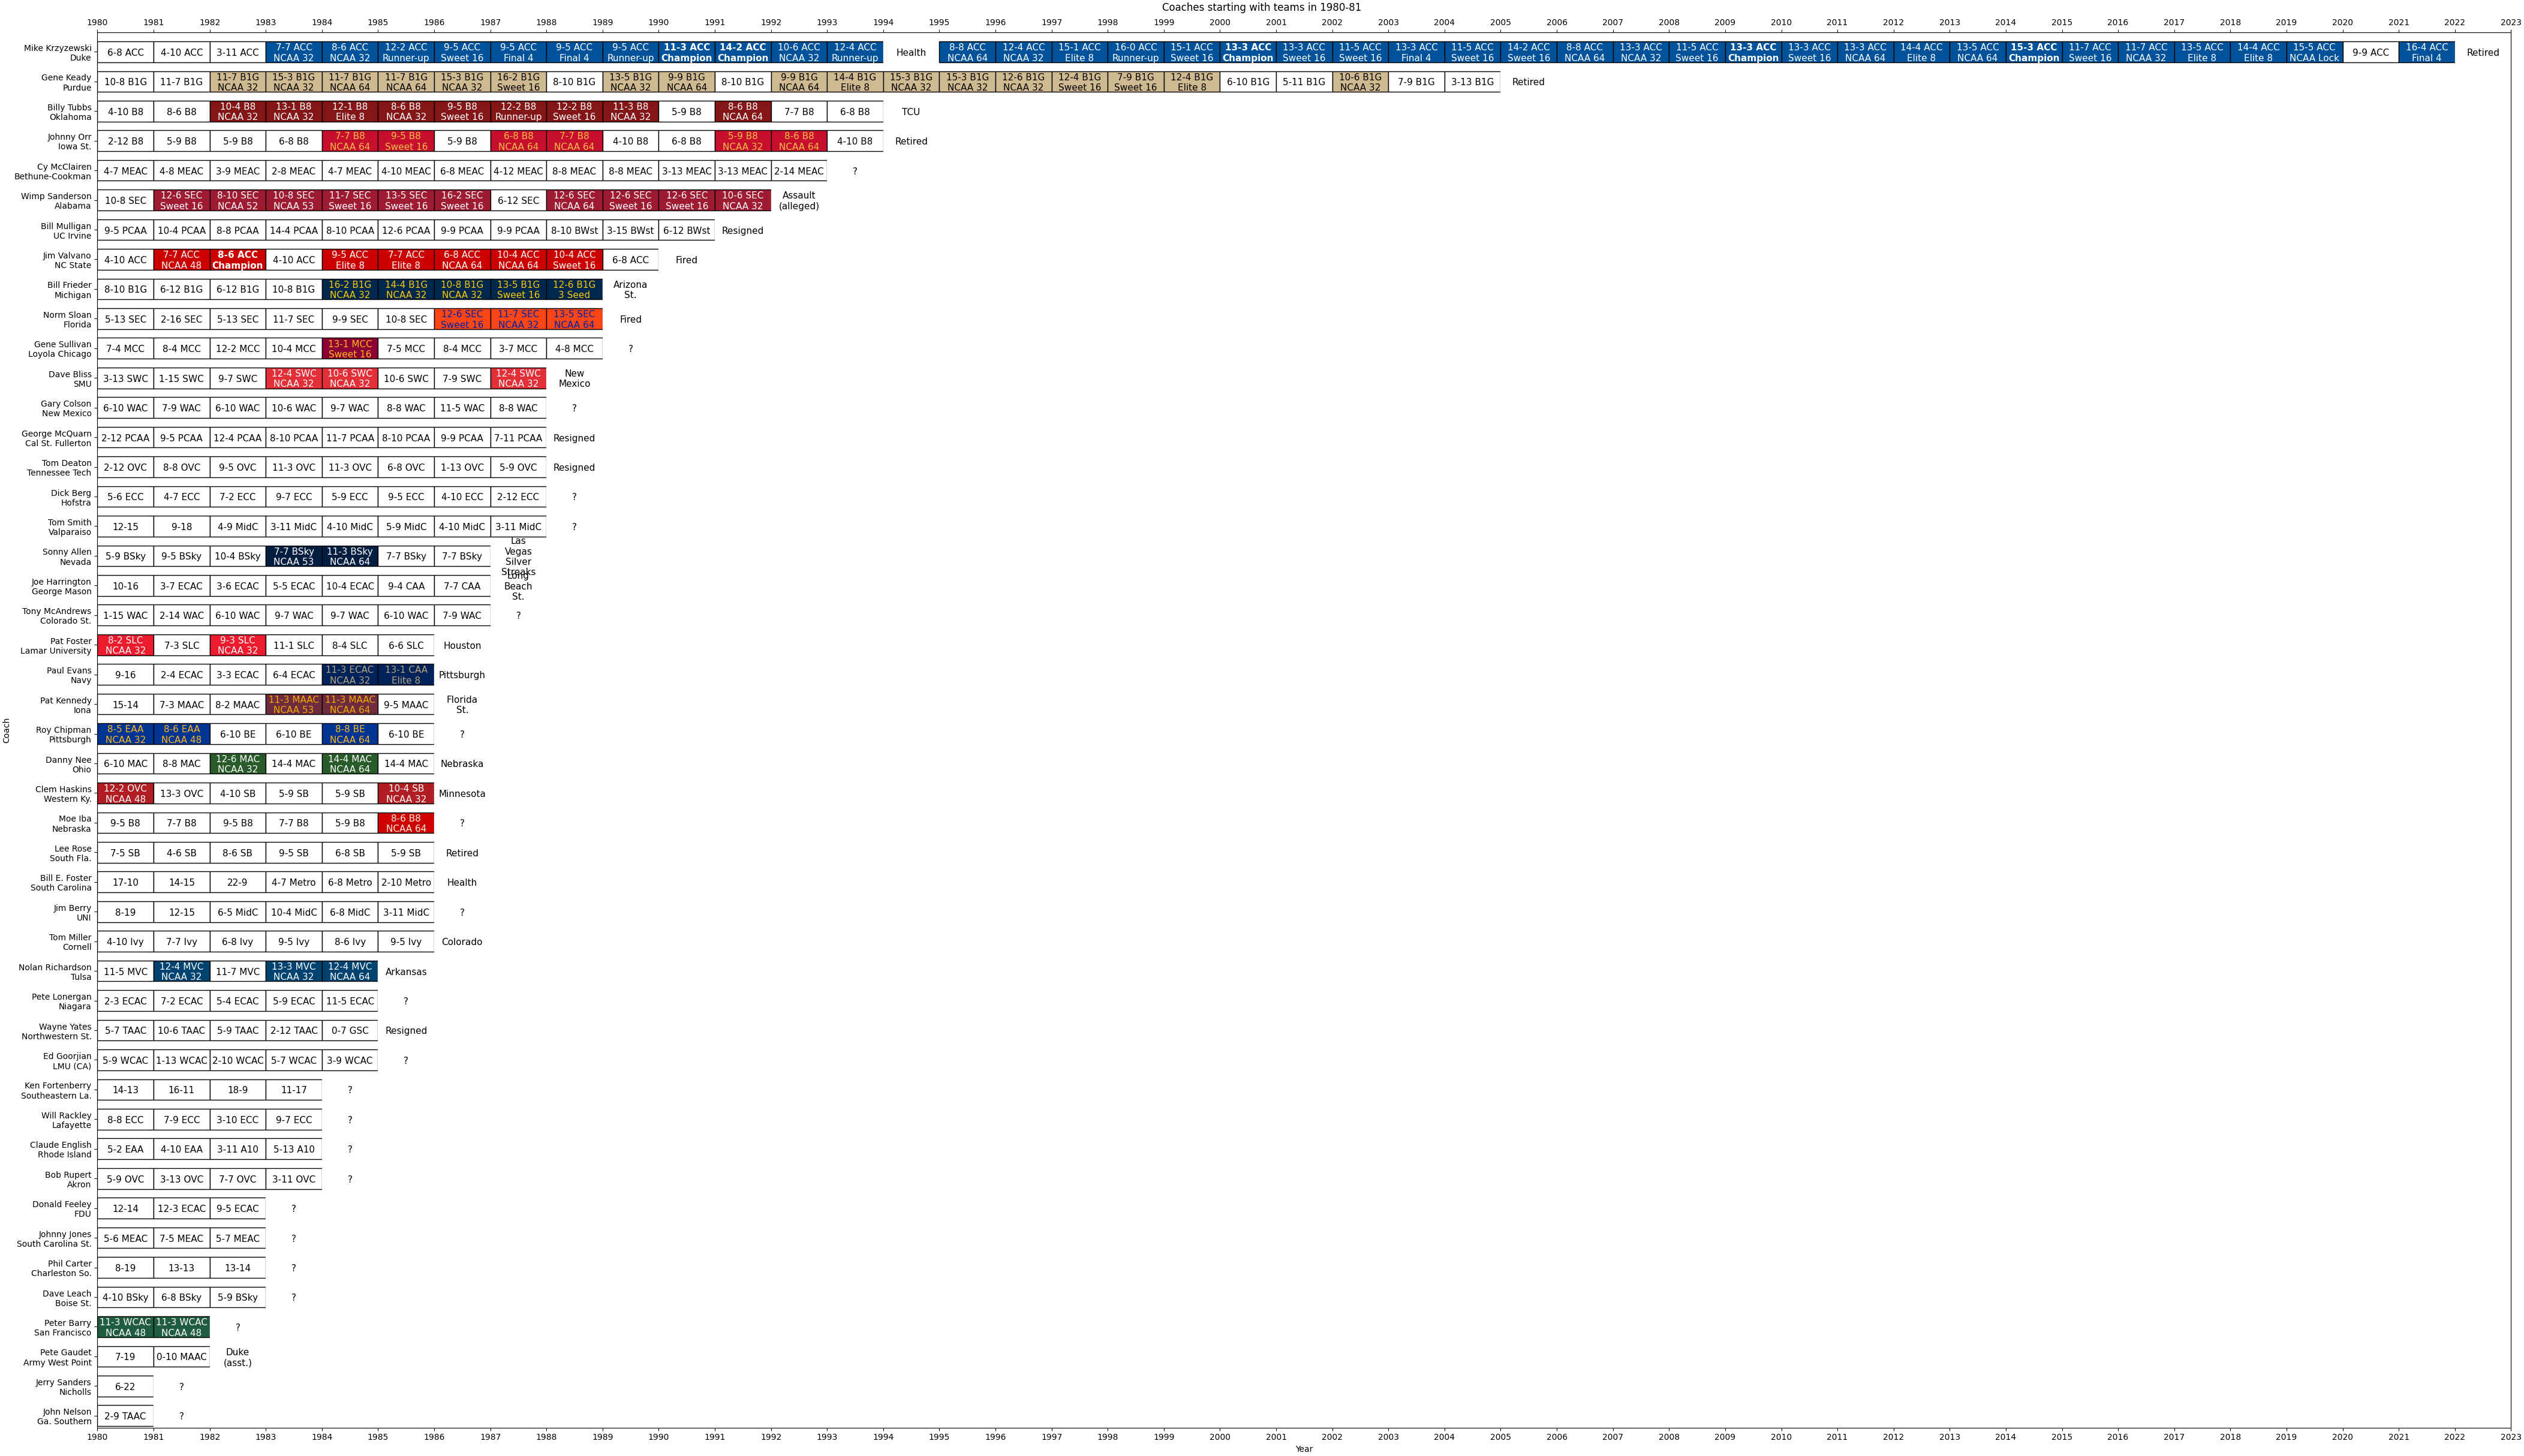 Coaches starting with teams in 1980-81
1980 1981 1982 1983 1984 1985 1986 1987 1988 1989 1990 1991 1992 1993 1994 1995 1996 1997 1998 1999 2000 2001 2002 2003 2004 2005 2006 2007 2008 2009 2010 2011 2012 2013 2014 2015 2016 2017 2018 2019 2020 2021 2022 2023
Mike Krzyzewski 6-8 ACC 4-10 ACC 3-11 ACC 7-7 ACC 8-6 ACC 12-2 ACC 9-5 ACC 9-5 ACC 9-5 ACC 9-5 ACC 11-3 ACC 14-2 ACC 10-6 ACC 12-4 ACC Health 8-8 ACC 12-4 ACC 15-1 ACC 16-0 ACC 15-1 ACC 13-3 ACC 13-3 ACC 11-5 ACC 13-3 ACC 11-5 ACC 14-2 ACC 8-8 ACC 13-3 ACC 11-5 ACC 13-3 ACC 13-3 ACC 13-3 ACC 14-4 ACC 13-5 ACC 15-3 ACC 11-7 ACC 11-7 ACC 13-5 ACC 14-4 ACC 15-5 ACC 9-9 ACC 16-4 ACC Retired
Duke NCAA 32 NCAA 32 Runner-up Sweet 16 Final 4 Final 4 Runner-up Champion Champion NCAA 32 Runner-up NCAA 64 NCAA 32 Elite 8 Runner-up Sweet 16 Champion Sweet 16 Sweet 16 Final 4 Sweet 16 Sweet 16 NCAA 64 NCAA 32 Sweet 16 Champion Sweet 16 NCAA 64 Elite 8 NCAA 64 Champion Sweet 16 NCAA 32 Elite 8 Elite 8 NCAA Lock Final 4
Gene Keady 10-8 B1G 11-7 B1G 11-7 B1G 15-3 B1G 11-7 B1G 11-7 B1G 15-3 B1G 16-2 B1G 8-10 B1G 13-5 B1G 9-9 B1G 8-10 B1G 9-9 B1G 14-4 B1G 15-3 B1G 15-3 B1G 12-6 B1G 12-4 B1G 7-9 B1G 12-4 B1G 6-10 B1G 5-11 B1G 10-6 B1G 7-9 B1G 3-13 B1G Retired
Purdue NCAA 32 NCAA 32 NCAA 64 NCAA 64 NCAA 32 Sweet 16 NCAA 32 NCAA 64 NCAA 64 Elite 8 NCAA 32 NCAA 32 NCAA 32 Sweet 16 Sweet 16 Elite 8 NCAA 32
Billy Tubbs 4-10 B8 8-6 B8 10-4 B8 13-1 B8 12-1 B8 8-6 B8 9-5 B8 12-2 B8 12-2 B8 11-3 B8 5-9 B8 8-6 B8 7-7 B8 6-8 B8 TCU
Oklahoma NCAA 32 NCAA 32 Elite 8 NCAA 32 Sweet 16 Runner-up Sweet 16 NCAA 32 NCAA 64
Johnny Orr 2-12 B8 5-9 B8 5-9 B8 6-8 B8 7-7 B8 9-5 B8 5-9 B8 6-8 B8 7-7 B8 4-10 B8 6-8 B8 5-9 B8 8-6 B8 4-10 B8 Retired
Iowa St. NCAA 64 Sweet 16 NCAA 64 NCAA 64 NCAA 32 NCAA 64
Cy McClairen 4-7 MEAC 4-8 MEAC 3-9 MEAC 2-8 MEAC 4-7 MEAC 4-10 MEAC 6-8 MEAC 4-12 MEAC 8-8 MEAC 8-8 MEAC 3-13 MEAC 3-13 MEAC 2-14 MEAC ?
Bethune-Cookman
Wimp Sanderson 10-8 SEC 12-6 SEC 8-10 SEC 10-8 SEC 11-7 SEC 13-5 SEC 16-2 SEC 6-12 SEC 12-6 SEC 12-6 SEC 12-6 SEC 10-6 SEC Assault
Alabama Sweet 16 NCAA 52 NCAA 53 Sweet 16 Sweet 16 Sweet 16 NCAA 64 Sweet 16 Sweet 16 NCAA 32 (alleged)
Bill Mulligan 9-5 PCAA 10-4 PCAA 8-8 PCAA 14-4 PCAA 8-10 PCAA 12-6 PCAA 9-9 PCAA 9-9 PCAA 8-10 BWst 3-15 BWst 6-12 BWst Resigned
UC Irvine
Jim Valvano 4-10 ACC 7-7 ACC 8-6 ACC 4-10 ACC 9-5 ACC 7-7 ACC 6-8 ACC 10-4 ACC 10-4 ACC 6-8 ACC Fired
NC State NCAA 48 Champion Elite 8 Elite 8 NCAA 64 NCAA 64 Sweet 16
Bill Frieder 8-10 B1G 6-12 B1G 6-12 B1G 10-8 B1G 16-2 B1G 14-4 B1G 10-8 B1G 13-5 B1G 12-6 B1G Arizona
Michigan NCAA 32 NCAA 32 NCAA 32 Sweet 16 3 Seed St.
Norm Sloan 5-13 SEC 2-16 SEC 5-13 SEC 11-7 SEC 9-9 SEC 10-8 SEC 12-6 SEC 11-7 SEC 13-5 SEC Fired
Florida Sweet 16 NCAA 32 NCAA 64
Gene Sullivan 7-4 MCC 8-4 MCC 12-2 MCC 10-4 MCC 13-1 MCC 7-5 MCC 8-4 MCC 3-7 MCC 4-8 MCC ?
Loyola Chicago Sweet 16
Dave Bliss 3-13 SWC 1-15 SWC 9-7 SWC 12-4 SWC 10-6 SWC 10-6 SWC 7-9 SWC 12-4 SWC New
SMU NCAA 32 NCAA 32 NCAA 32 Mexico
Gary Colson 6-10 WAC 7-9 WAC 6-10 WAC 10-6 WAC 9-7 WAC 8-8 WAC 11-5 WAC 8-8 WAC ?
New Mexico
George McQuarn 2-12 PCAA 9-5 PCAA 12-4 PCAA 8-10 PCAA 11-7 PCAA 8-10 PCAA 9-9 PCAA 7-11 PCAA Resigned
Cal St. Fullerton
Tom Deaton 2-12 OVC 8-8 OVC 9-5 OVC 11-3 OVC 11-3 OVC 6-8 OVC 1-13 OVC 5-9 OVC Resigned
Tennessee Tech
Dick Berg 5-6 ECC 4-7 ECC 7-2 ECC 9-7 ECC 5-9 ECC 9-5 ECC 4-10 ECC 2-12 ECC ?
Hofstra
Tom Smith 12-15 9-18 4-9 MidC 3-11 MidC 4-10 MidC 5-9 MidC 4-10 MidC 3-11 MidC ?
Valparaiso
Sonny Allen 5-9 BSky 9-5 BSky 10-4 BSky 7-7 BSky 11-3 BSky 7-7 BSky 7-7 BSky Las Vegas Silver Streaks
Nevada NCAA 53 NCAA 64
Joe Harrington 10-16 3-7 ECAC 3-6 ECAC 5-5 ECAC 10-4 ECAC 9-4 CAA 7-7 CAA Long Beach St.
George Mason
Tony McAndrews 1-15 WAC 2-14 WAC 6-10 WAC 9-7 WAC 9-7 WAC 6-10 WAC 7-9 WAC ?
Colorado St.
Pat Foster 8-2 SLC 7-3 SLC 9-3 SLC 11-1 SLC 8-4 SLC 6-6 SLC Houston
Lamar University NCAA 32 NCAA 32
Paul Evans 9-16 2-4 ECAC 3-3 ECAC 6-4 ECAC 11-3 ECAC 13-1 CAA Pittsburgh
Navy NCAA 32 Elite 8
Pat Kennedy 15-14 7-3 MAAC 8-2 MAAC 11-3 MAAC 11-3 MAAC 9-5 MAAC Florida
Iona NCAA 53 NCAA 64 St.
Roy Chipman 8-5 EAA 8-6 EAA 6-10 BE 6-10 BE 8-8 BE 6-10 BE ?
Pittsburgh NCAA 32 NCAA 48 NCAA 64
Danny Nee 6-10 MAC 8-8 MAC 12-6 MAC 14-4 MAC 14-4 MAC 14-4 MAC Nebraska
Ohio NCAA 32 NCAA 64
Clem Haskins 12-2 OVC 13-3 OVC 4-10 SB 5-9 SB 5-9 SB 10-4 SB Minnesota
Western Ky. NCAA 48 NCAA 32
Moe Iba 9-5 B8 7-7 B8 9-5 B8 7-7 B8 5-9 B8 8-6 B8 ?
Nebraska NCAA 64
Lee Rose 7-5 SB 4-6 SB 8-6 SB 9-5 SB 6-8 SB 5-9 SB Retired
South Fla.
Bill E. Foster 17-10 14-15 22-9 4-7 Metro 6-8 Metro 2-10 Metro Health
South Carolina
Jim Berry 8-19 12-15 6-5 MidC 10-4 MidC 6-8 MidC 3-11 MidC ?
UNI
Tom Miller 4-10 Ivy 7-7 Ivy 6-8 Ivy 9-5 Ivy 8-6 Ivy 9-5 Ivy Colorado
Cornell
Nolan Richardson 11-5 MVC 12-4 MVC 11-7 MVC 13-3 MVC 12-4 MVC Arkansas
Tulsa NCAA 32 NCAA 32 NCAA 64
Pete Lonergan 2-3 ECAC 7-2 ECAC 5-4 ECAC 5-9 ECAC 11-5 ECAC ?
Niagara
Wayne Yates 5-7 TAAC 10-6 TAAC 5-9 TAAC 2-12 TAAC 0-7 GSC Resigned
Northwestern St.
Ed Goorjian 5-9 WCAC 1-13 WCAC 2-10 WCAC 5-7 WCAC 3-9 WCAC ?
LMU (CA)
Ken Fortenberry 14-13 16-11 18-9 11-17 ?
Southeastern La.
Will Rackley 8-8 ECC 7-9 ECC 3-10 ECC 9-7 ECC ?
Lafayette
Claude English 5-2 EAA 4-10 EAA 3-11 A10 5-13 A10 ?
Rhode Island
Bob Rupert 5-9 OVC 3-13 OVC 7-7 OVC 3-11 OVC ?
Akron
Donald Feeley 12-14 12-3 ECAC 9-5 ECAC ?
FDU
Johnny Jones 5-6 MEAC 7-5 MEAC 5-7 MEAC ?
South Carolina St.
Phil Carter 8-19 13-13 13-14 ?
Charleston So.
Dave Leach 4-10 BSky 6-8 BSky 5-9 BSky ?
Boise St.
Peter Barry 11-3 WCAC 11-3 WCAC ?
San Francisco NCAA 48 NCAA 48
Pete Gaudet 7-19 0-10 MAAC Duke
Army West Point (asst.)
Jerry Sanders 6-22 ?
Nicholls
John Nelson 2-9 TAAC ?
Ga. Southern
Coach
1980 1981 1982 1983 1984 1985 1986 1987 1988 1989 1990 1991 1992 1993 1994 1995 1996 1997 1998 1999 2000 2001 2002 2003 2004 2005 2006 2007 2008 2009 2010 2011 2012 2013 2014 2015 2016 2017 2018 2019 2020 2021 2022 2023
Year